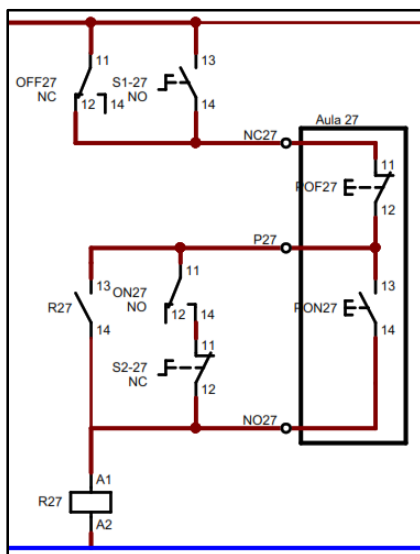 11
OFF27
NC
12
14
S1-27
NO
13
14
NC27
Aula 27
11
POF27
12
P27
13
R27
14
11
ON27
NO
12
14
S2-27
NC
11
12
13
PON27
14
NO27
A1
R27
A2